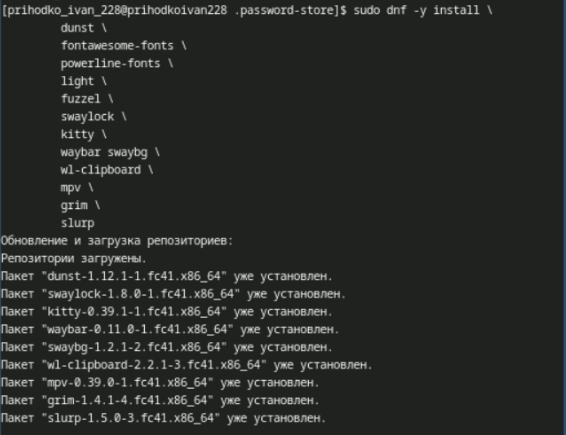 [prihodko_ivan_228@prihodkoivan228 .password-store]$ sudo dnf -y install \
dunst \
fontawesome-fonts \
powerline-fonts \
light \
fuzzel \
swaylock \
kitty \
waybar swaybg \
wl-clipboard \
mpv \
grim \
slurp
Обновление и загрузка репозиториев:
Репозитории загружены.
Пакет "dunst-1.12.1-1.fc41.x86_64" уже установлен.
Пакет "swaylock-1.8.0-1.fc41.x86_64" уже установлен.
Пакет "kitty-0.39.1-1.fc41.x86_64" уже установлен.
Пакет "waybar-0.11.0-1.fc41.x86_64" уже установлен.
Пакет "swaybg-1.2.1-2.fc41.x86_64" уже установлен.
Пакет "wl-clipboard-2.2.1-3.fc41.x86_64" уже установлен.
Пакет "mpv-0.39.0-1.fc41.x86_64" уже установлен.
Пакет "grim-1.4.1-4.fc41.x86_64" уже установлен.
Пакет "slurp-1.5.0-3.fc41.x86_64" уже установлен.